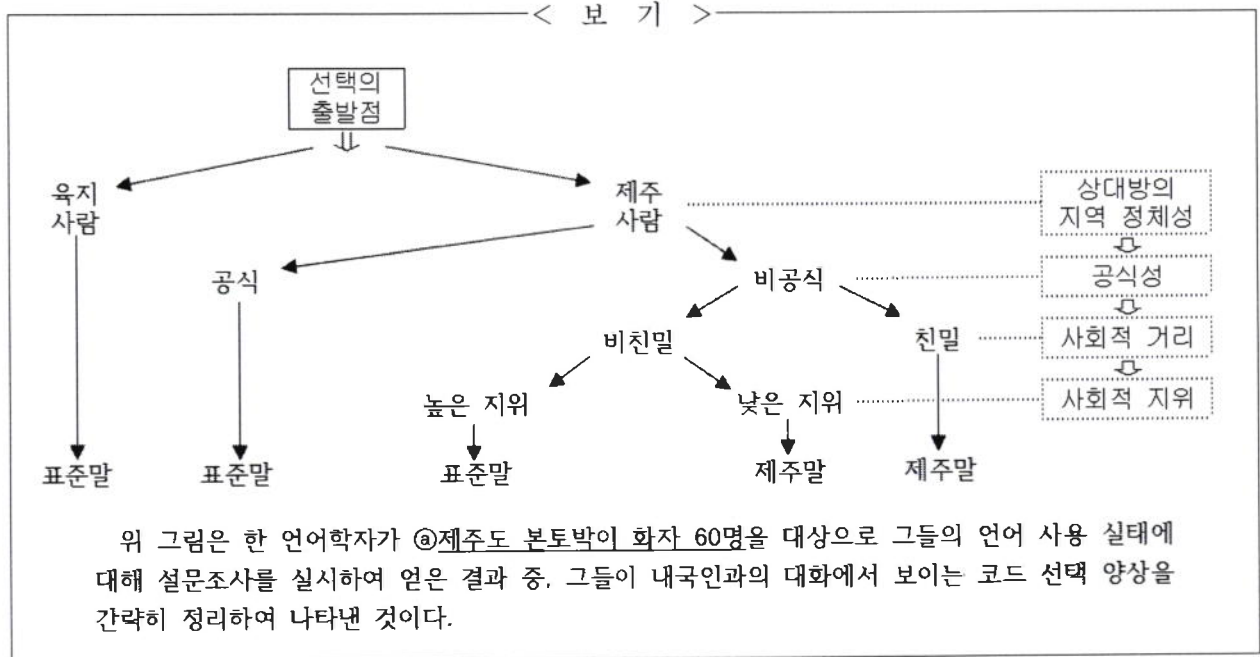 < 보 기 >
선택의
출발점
육지
사람
제주
사람
상대방의
지역 정체성
공식
비공식
공식성
비친밀
친밀
사회적 거리
높은 지위
낮은 지위
사회적 지위
표준말
표준말
표준말
제주말
제주말
위 그림은 한 언어학자가 ⓐ제주도 본토박이 화자 60명을 대상으로 그들의 언어 사용 실태에
대해 설문조사를 실시하여 얻은 결과 중, 그들이 내국인과의 대화에서 보이는 코드 선택 양상을
간략히 정리하여 나타낸 것이다.